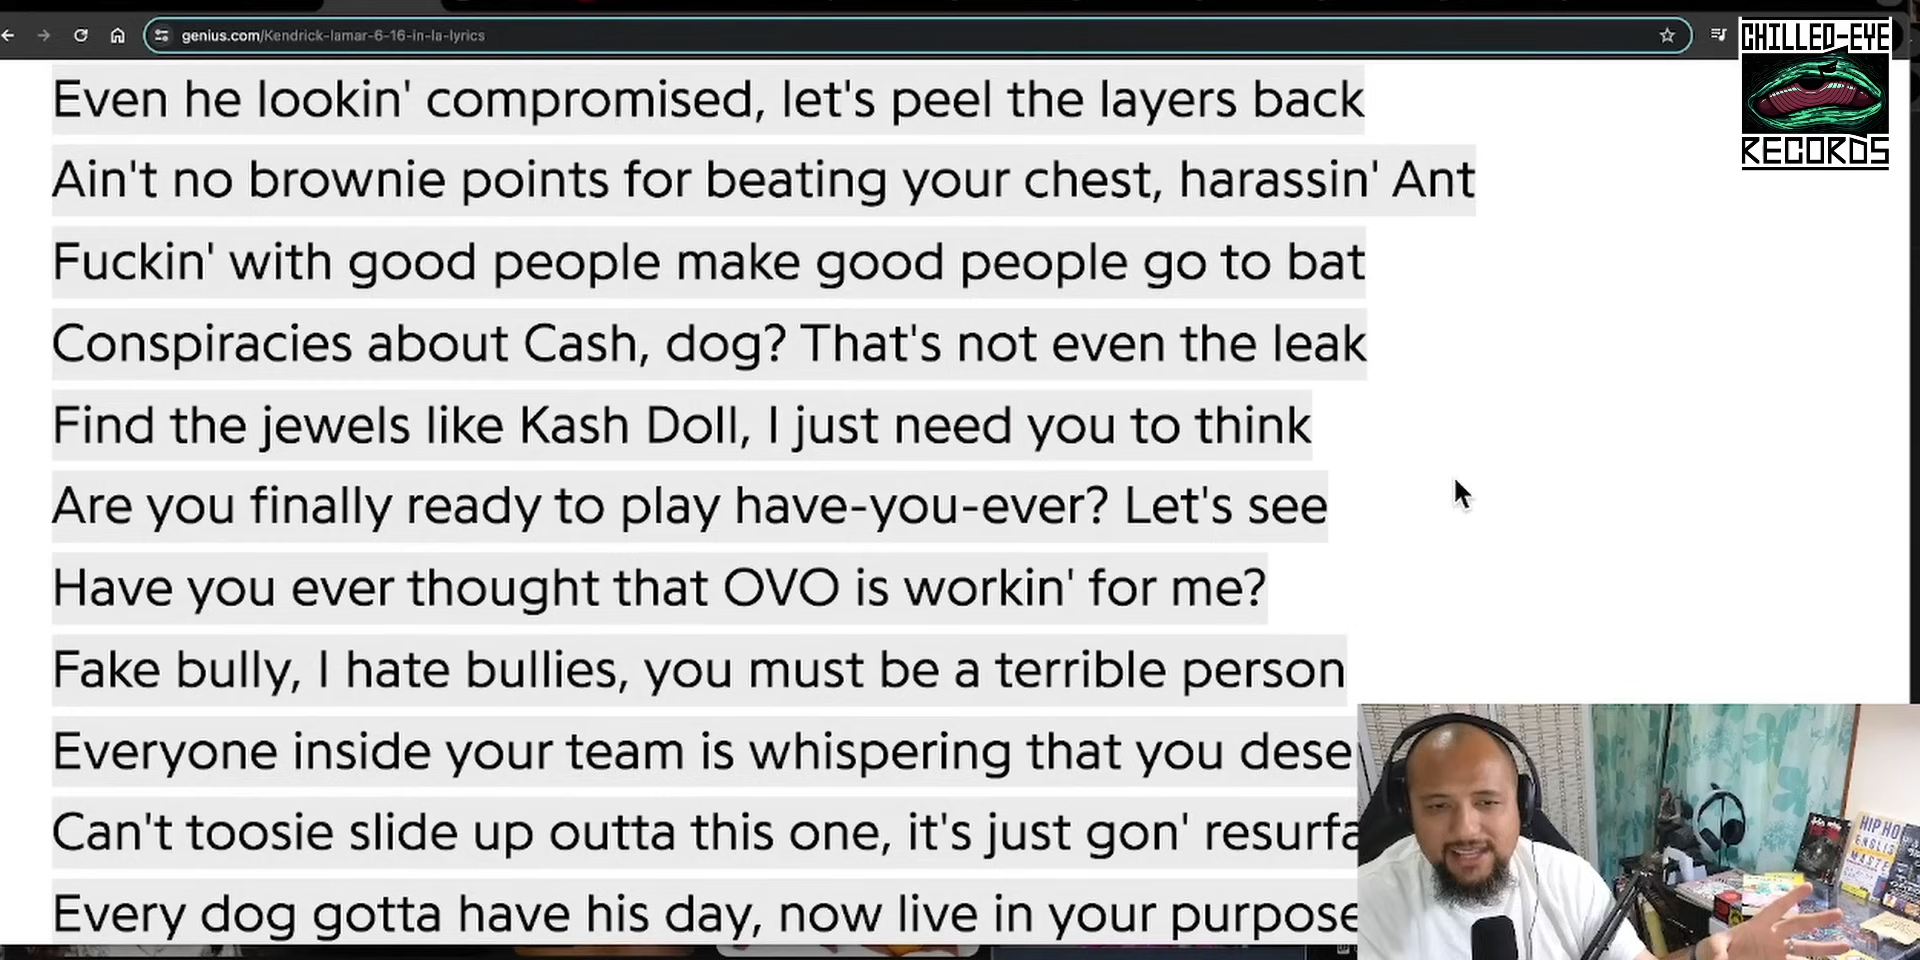 genius.com/Kendrick-lamar-6-16-in-la-lyrics
CHILLED-EYE
RECORDS
Even he lookin' compromised, let's peel the layers back
Ain't no brownie points for beating your chest, harassin' Ant
Fuckin' with good people make good people go to bat
Conspiracies about Cash, dog? That's not even the leak
Find the jewels like Kash Doll, I just need you to think
Are you finally ready to play have-you-ever? Let's see
Have you ever thought that OVO is workin' for me?
Fake bully, I hate bullies, you must be a terrible person
Everyone inside your team is whispering that you dese
Can't toosie slide up outta this one, it's just gon' resurfa
Every dog gotta have his day, now live in your purpose
HIP HO
ENGLIS
MASTE